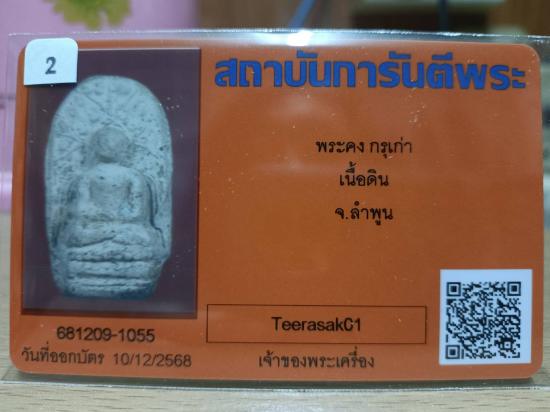 2
สถาบันการันตีพระ
พระคง กรุเก่า
เนื้อดิน
จ.ลำพูน
TeerasakC1
681209-1055
วันที่ออกบัตร 10/12/2568
เจ้าของพระเครื่อง